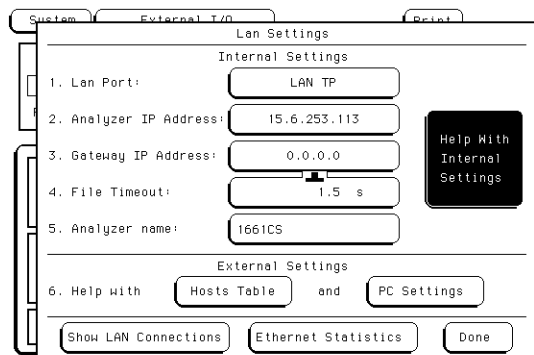 System External I/O Print
Lan Settings
Internal Settings
1. Lan Port: LAN TP
2. Analyzer IP Address: 15.6.253.113
3. Gateway IP Address: 0.0.0.0
4. File Timeout: 1.5 s
5. Analyzer name: 1661CS
Help With
Internal
Settings
External Settings
6. Help with Hosts Table and PC Settings
Show LAN Connections Ethernet Statistics Done